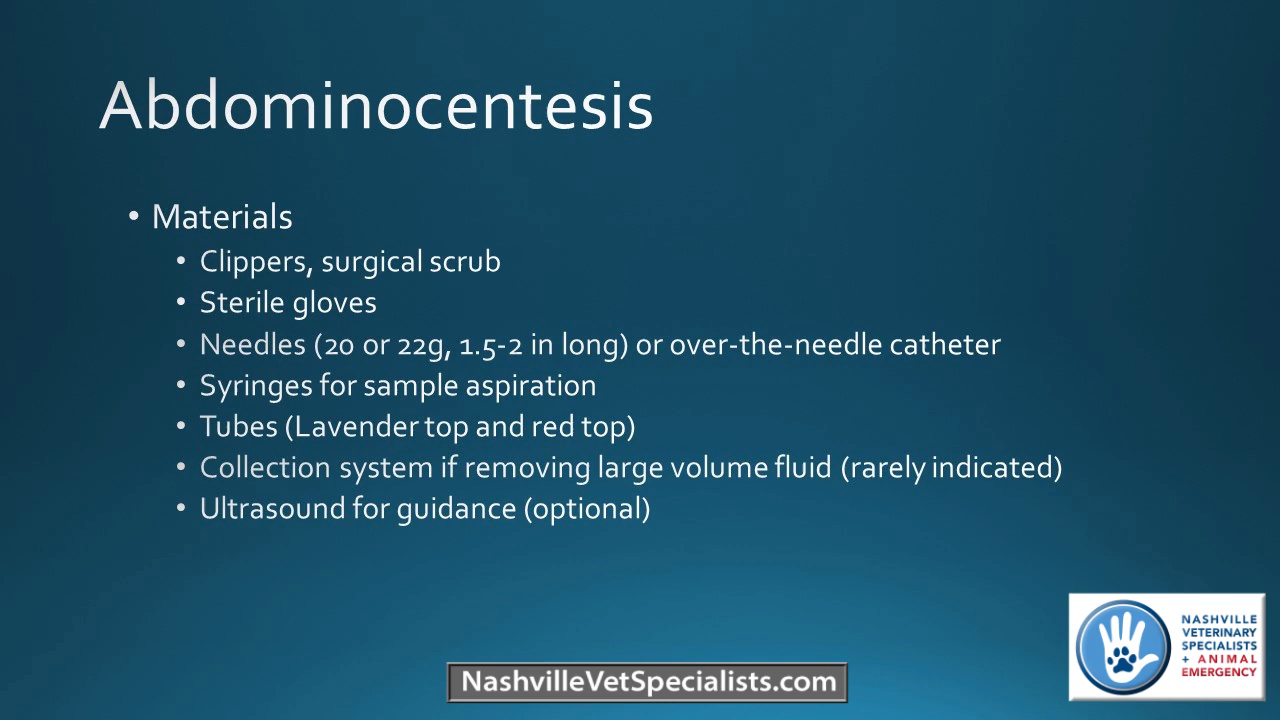 Abdominocentesis
• Materials
• Clippers, surgical scrub
• Sterile gloves
• Needles (20 or 22g, 1.5-2 in long) or over-the-needle catheter
• Syringes for sample aspiration
• Tubes (Lavender top and red top)
• Collection system if removing large volume fluid (rarely indicated)
• Ultrasound for guidance (optional)
NASHVILLE
VETERINARY
SPECIALISTS
+ ANIMAL
EMERGENCY
NashvilleVetSpecialists.com